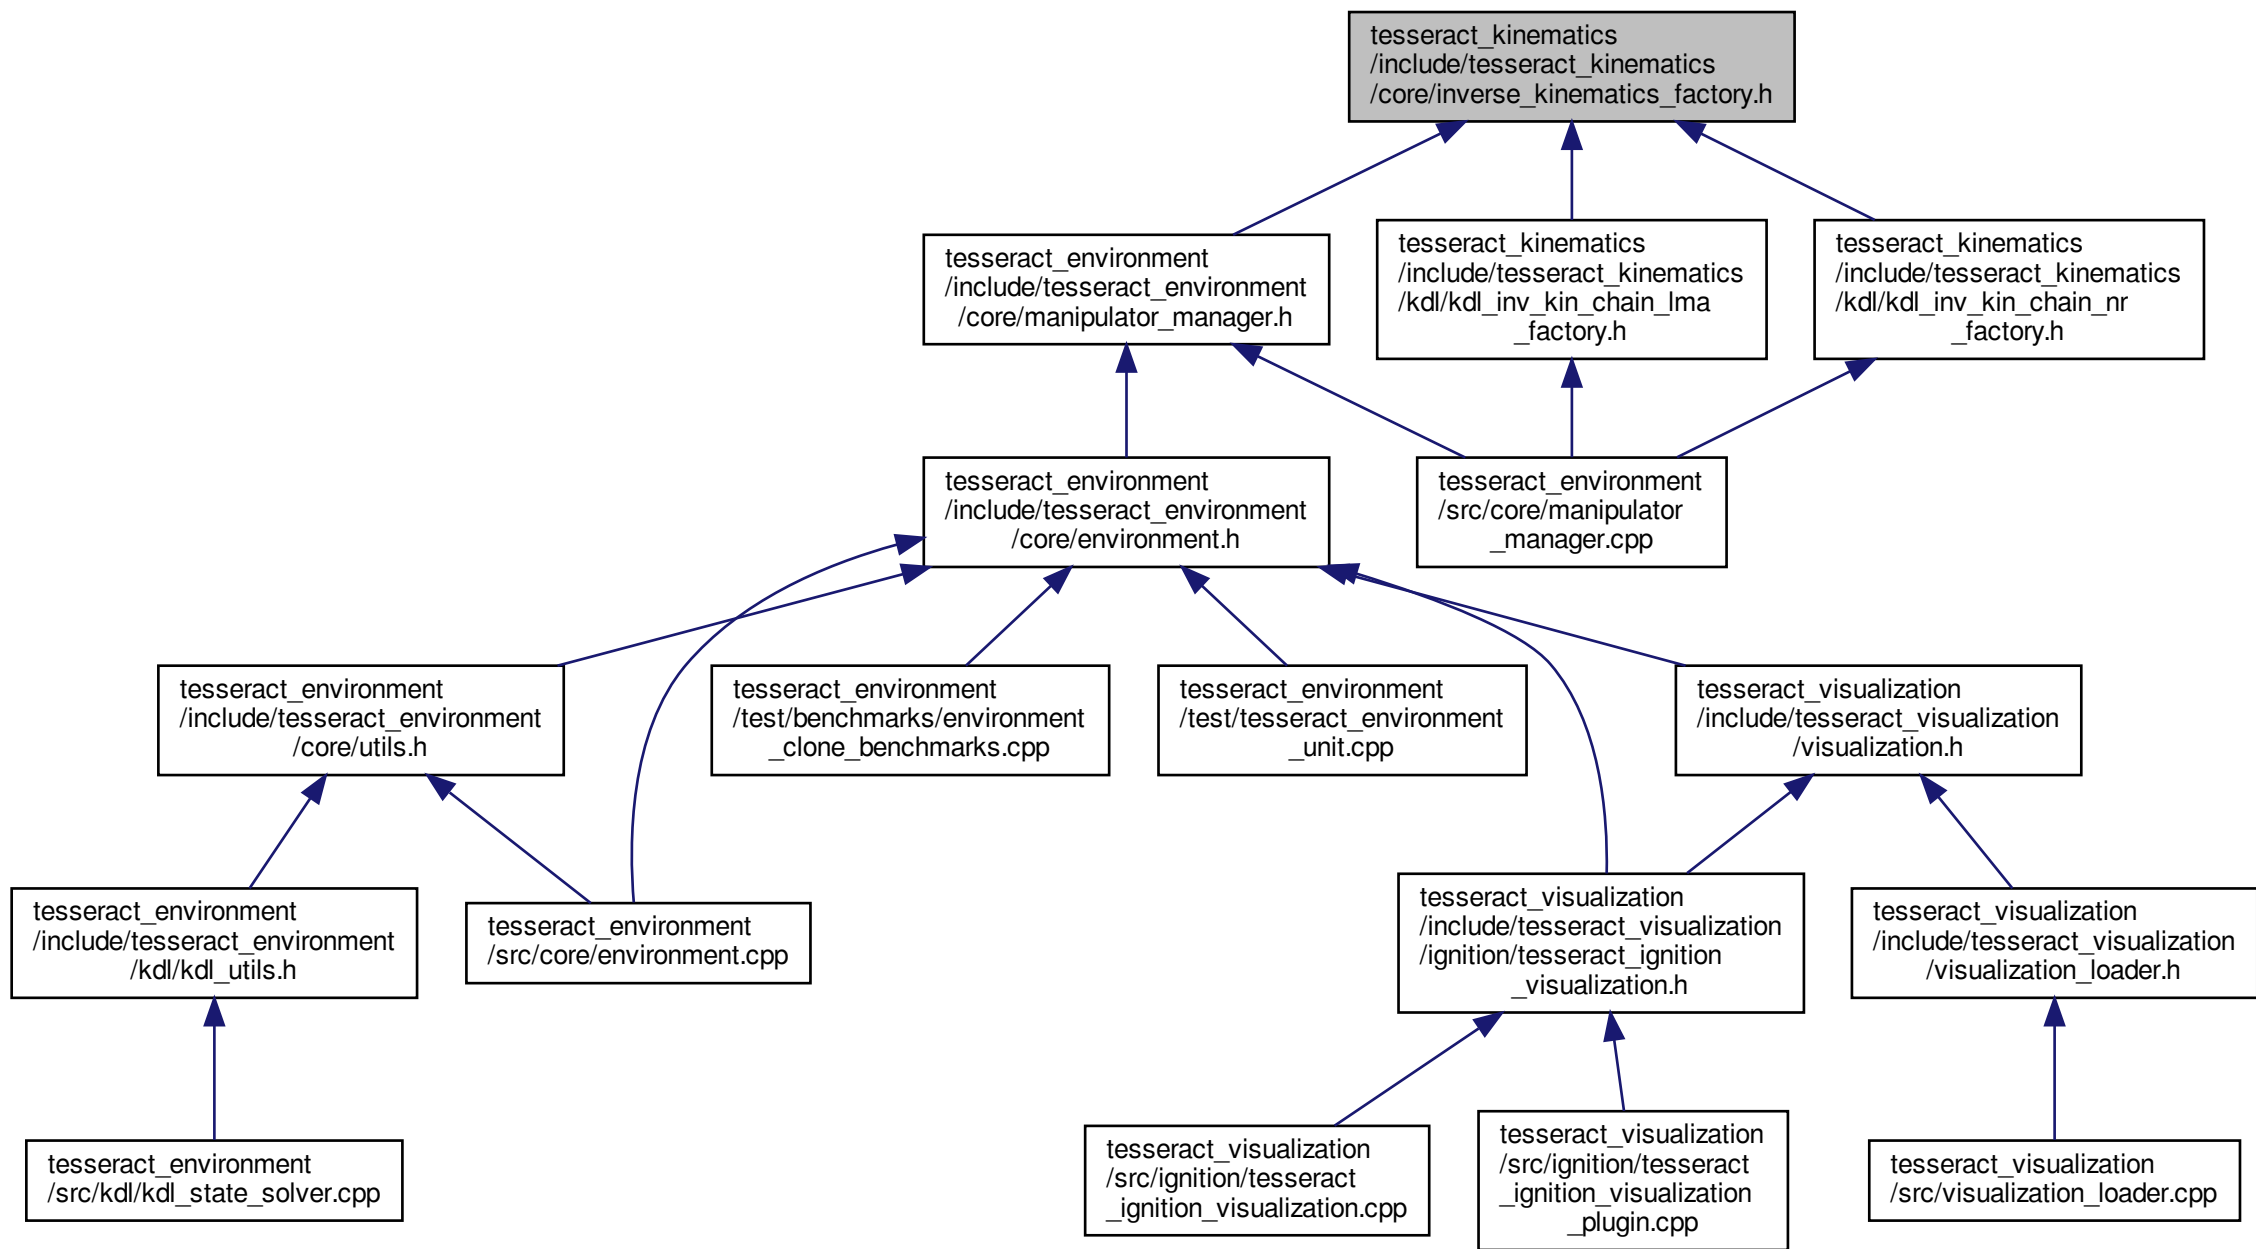 tesseract_kinematics
/include/tesseract_kinematics
/core/inverse_kinematics_factory.h
tesseract_environment
/include/tesseract_environment
/core/manipulator_manager.h
tesseract_kinematics
/include/tesseract_kinematics
/kdl/kdl_inv_kin_chain_lma
_factory.h
tesseract_kinematics
/include/tesseract_kinematics
/kdl/kdl_inv_kin_chain_nr
_factory.h
tesseract_environment
/include/tesseract_environment
/core/environment.h
tesseract_environment
/src/core/manipulator
_manager.cpp
tesseract_environment
/include/tesseract_environment
/core/utils.h
tesseract_environment
/test/benchmarks/environment
_clone_benchmarks.cpp
tesseract_environment
/test/tesseract_environment
_unit.cpp
tesseract_visualization
/include/tesseract_visualization
/visualization.h
tesseract_environment
/include/tesseract_environment
/kdl/kdl_utils.h
tesseract_environment
/src/core/environment.cpp
tesseract_visualization
/include/tesseract_visualization
/ignition/tesseract_ignition
_visualization.h
tesseract_visualization
/include/tesseract_visualization
/visualization_loader.h
tesseract_environment
/src/kdl/kdl_state_solver.cpp
tesseract_visualization
/src/ignition/tesseract
_ignition_visualization.cpp
tesseract_visualization
/src/ignition/tesseract
_ignition_visualization
_plugin.cpp
tesseract_visualization
/src/visualization_loader.cpp